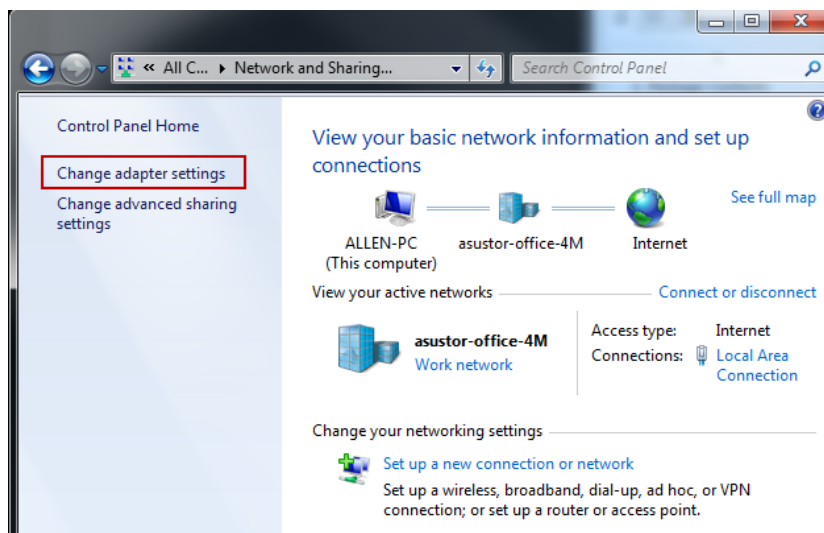 « All C... ▸ Network and Sharing...
Search Control Panel
Control Panel Home
Change adapter settings
Change advanced sharing
settings
View your basic network information and set up
connections
See full map
ALLEN-PC
(This computer)
asustor-office-4M
Internet
View your active networks
Connect or disconnect
asustor-office-4M
Work network
Access type: Internet
Connections: Local Area
Connection
Change your networking settings
Set up a new connection or network
Set up a wireless, broadband, dial-up, ad hoc, or VPN
connection; or set up a router or access point.